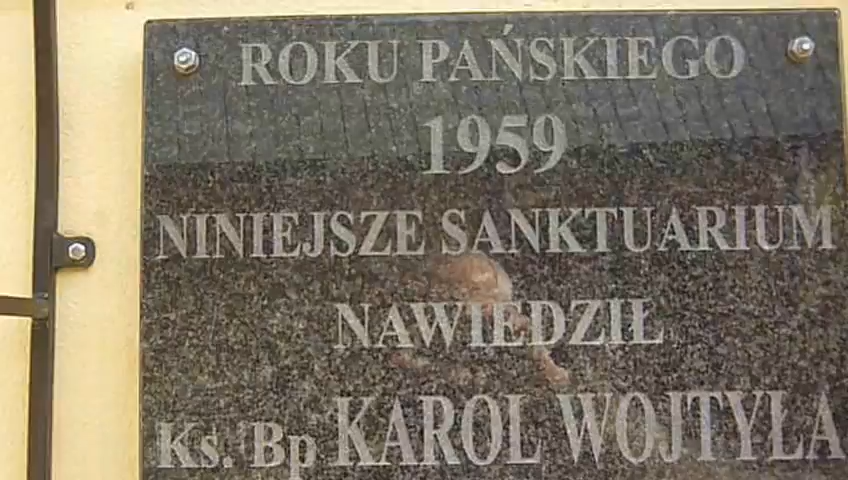 ROKU PAŃSKIEGO
1959
NINIEJSZE SANKTUARIUM
NAWIEDZIŁ
Ks. Bp KAROL WOJTYŁA